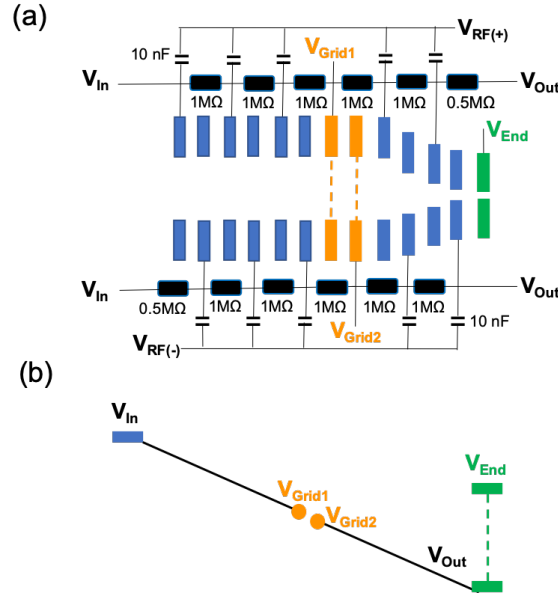 (a)
V_RF(+)
10 nF
V_Grid1
V_In
V_Out
1MΩ 1MΩ 1MΩ 1MΩ 1MΩ 0.5MΩ
V_End
V_In
V_Out
0.5MΩ 1MΩ 1MΩ 1MΩ 1MΩ 1MΩ
10 nF
V_Grid2
V_RF(-)
(b)
V_In
V_End
V_Grid1
V_Grid2
V_Out